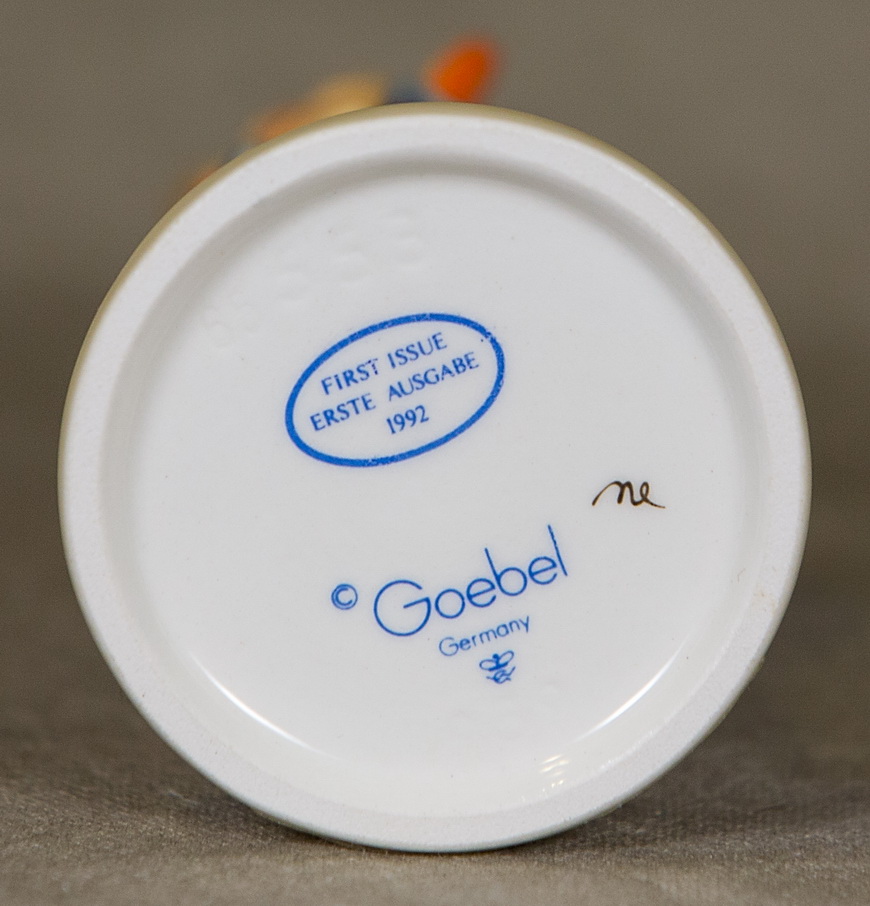 FIRST ISSUE
ERSTE AUSGABE
1992
ne
© Goebel
Germany